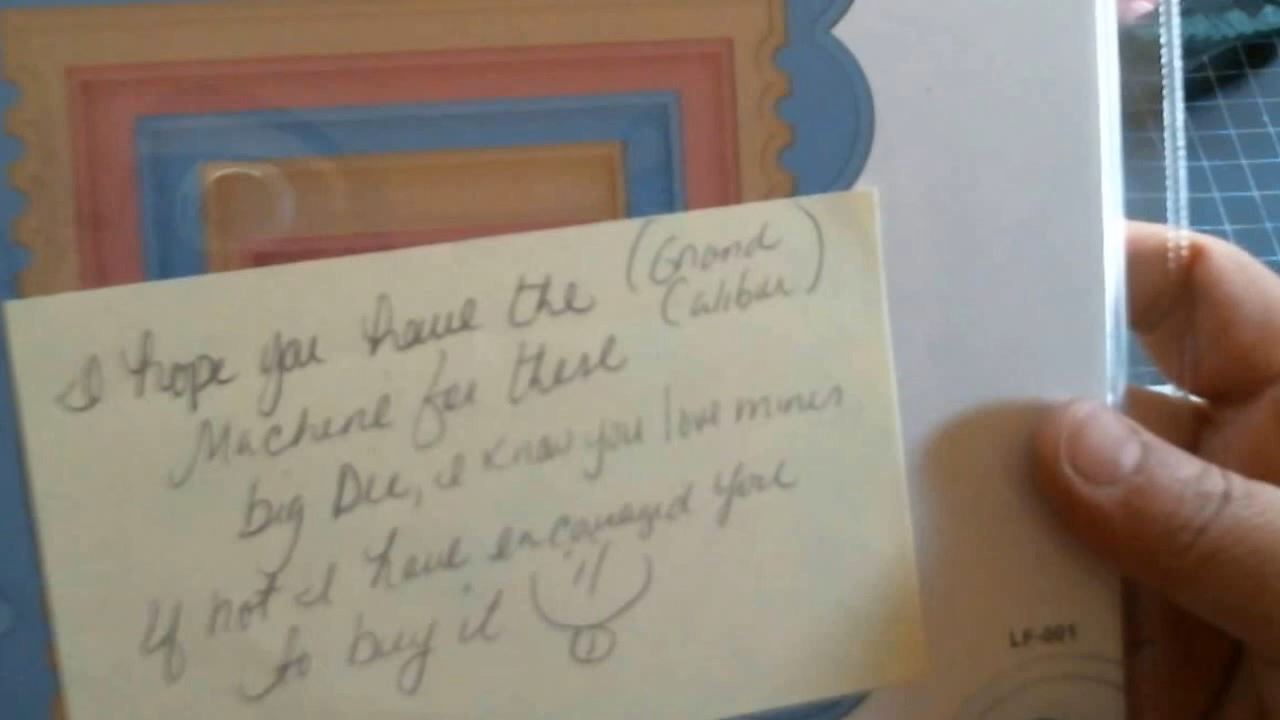 I hope you have the (Grand
Caliber)
Machine for these
big Die, I know you love mines
If not I have encouraged you
to buy it
LF-001